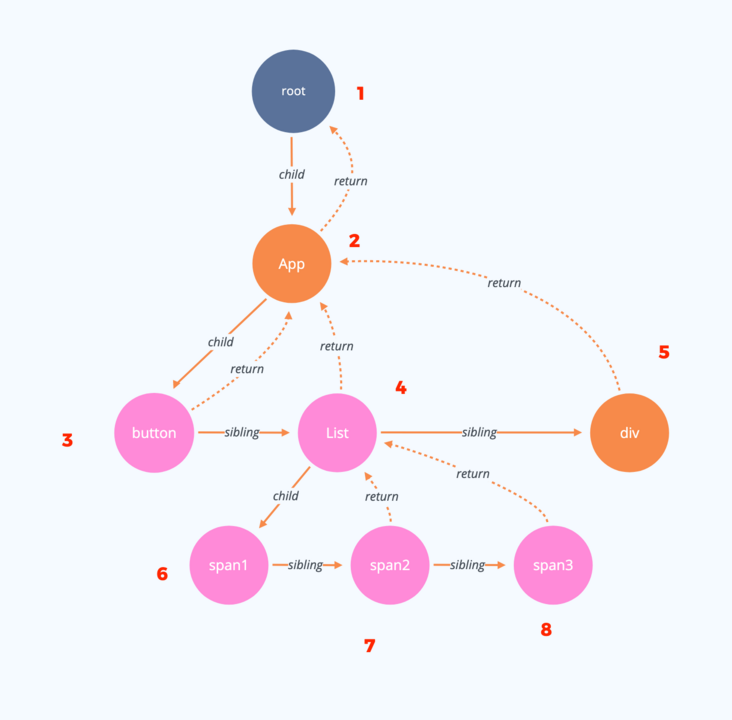 root
1
child
return
App
2
return
child
return
return
5
4
3
button
sibling
List
sibling
div
child
return
return
6
span1
sibling
span2
sibling
span3
7
8